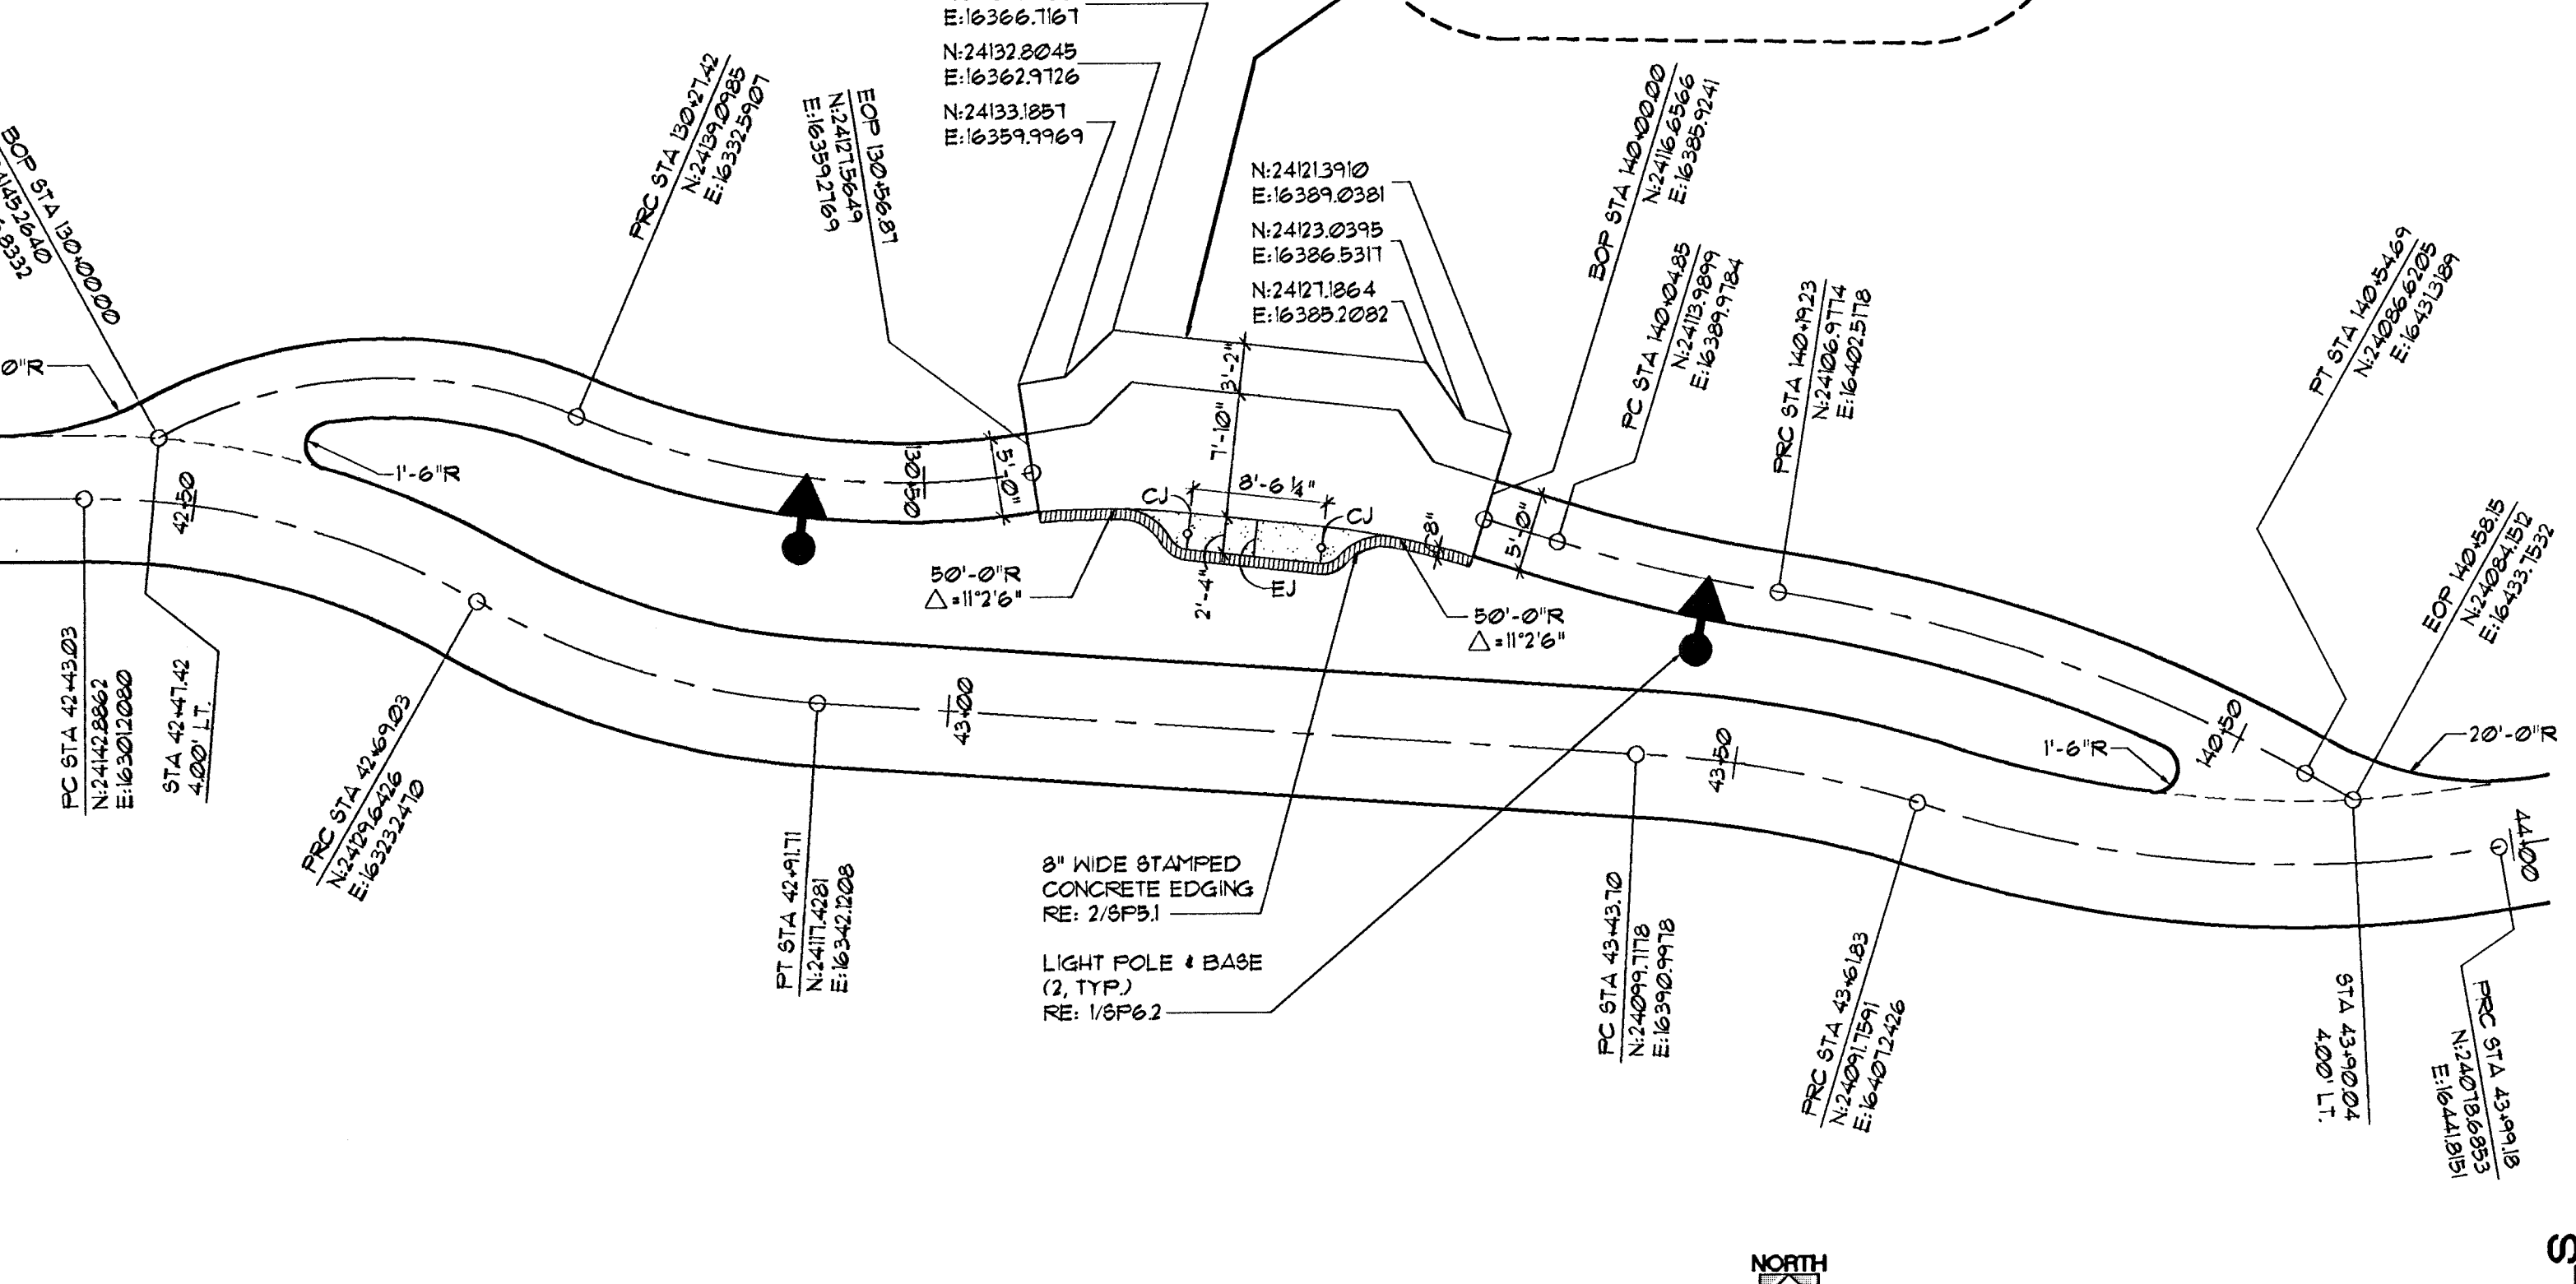 E:16366.7167
N:24132.8045
E:16362.9726
N:24133.1857
E:16359.9969
N:24121.3910
E:16389.0381
N:24123.0395
E:16386.5317
N:24127.1864
E:16385.2082
BOP STA 130+00.00
PRC STA 130+27.42
N:24139.0985
E:16332.5907
EOP 130+56.87
N:24127.5649
E:16359.2769
BOP STA 140+00.00
N:24116.6566
E:16385.9241
PC STA 140+04.85
N:24113.9899
E:16389.9784
PRC STA 140+19.23
N:24106.9774
E:16402.5178
PT STA 140+54.69
N:24086.6205
E:16431.3189
EOP 140+58.15
N:24084.1512
E:16433.7532
0"R
1'-6"R
42+50
130+50
5'-0"
3'-2"
7'-10"
8'-6 1/4"
CJ
CJ
EJ
2'-4"
8"
5'-0"
50'-0"R
△=11°2'6"
50'-0"R
△=11°2'6"
43+00
43+50
140+50
1'-6"R
20'-0"R
44+00
PC STA 42+43.03
N:24142.8862
E:16301.2080
STA 42+47.42
4.00' LT.
PRC STA 42+69.03
N:24129.6426
E:16323.2470
PT STA 42+91.71
N:24117.4281
E:16342.1208
8" WIDE STAMPED
CONCRETE EDGING
RE: 2/SP5.1
LIGHT POLE & BASE
(2, TYP.)
RE: 1/SP6.2
PC STA 43+43.70
N:24099.7178
E:16390.9978
PRC STA 43+61.83
N:24091.7591
E:16407.2426
STA 43+90.04
4.00' LT.
PRC STA 43+99.18
N:24078.6853
E:16441.8151
NORTH
S